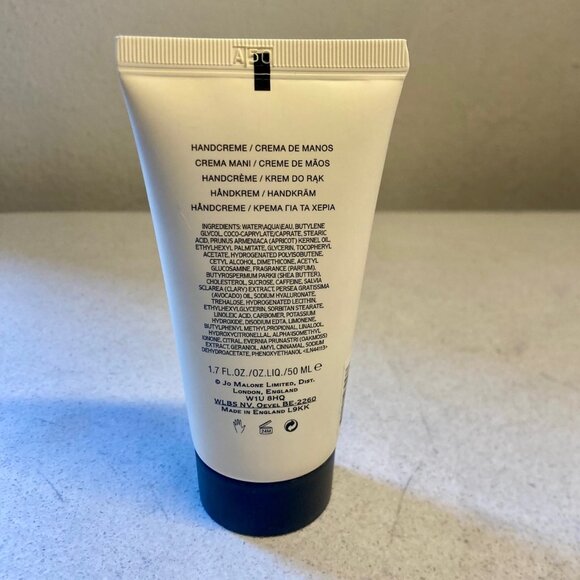 A50
HANDCREME / CREMA DE MANOS
CREMA MANI / CREME DE MÃOS
HANDCRÈME / KREM DO RĄK
HÅNDKREM / HANDKRÄM
HÅNDCREME / ΚΡΕΜΑ ΓΙΑ ΤΑ ΧΕΡΙΑ
INGREDIENTS: WATER\AQUA\EAU, BUTYLENE
GLYCOL, COCO-CAPRYLATE/CAPRATE, STEARIC
ACID, PRUNUS ARMENIACA (APRICOT) KERNEL OIL,
ETHYLHEXYL PALMITATE, GLYCERIN, TOCOPHERYL
ACETATE, HYDROGENATED POLYISOBUTENE,
CETYL ALCOHOL, DIMETHICONE, ACETYL
GLUCOSAMINE, FRAGRANCE (PARFUM),
BUTYROSPERMUM PARKII (SHEA BUTTER),
CHOLESTEROL, SUCROSE, CAFFEINE, SALVIA
SCLAREA (CLARY) EXTRACT, PERSEA GRATISSIMA
(AVOCADO) OIL, SODIUM HYALURONATE,
TREHALOSE, HYDROGENATED LECITHIN,
ETHYLHEXYLGLYCERIN, SORBITAN STEARATE,
LINOLEIC ACID, CARBOMER, POTASSIUM
HYDROXIDE, DISODIUM EDTA, LIMONENE,
BUTYLPHENYL METHYLPROPIONAL, LINALOOL,
HYDROXYCITRONELLAL, ALPHA-ISOMETHYL
IONONE, CITRAL, EVERNIA PRUNASTRI (OAKMOSS)
EXTRACT, GERANIOL, AMYL CINNAMAL, SODIUM
DEHYDROACETATE, PHENOXYETHANOL <ILN44113>
1.7 FL.OZ./OZ.LIQ./50 ML ℮
© JO MALONE LIMITED, DIST.
LONDON, ENGLAND
W1U 8HQ
WLBS NV, OEVEL BE-2260
MADE IN ENGLAND L9KK
24M